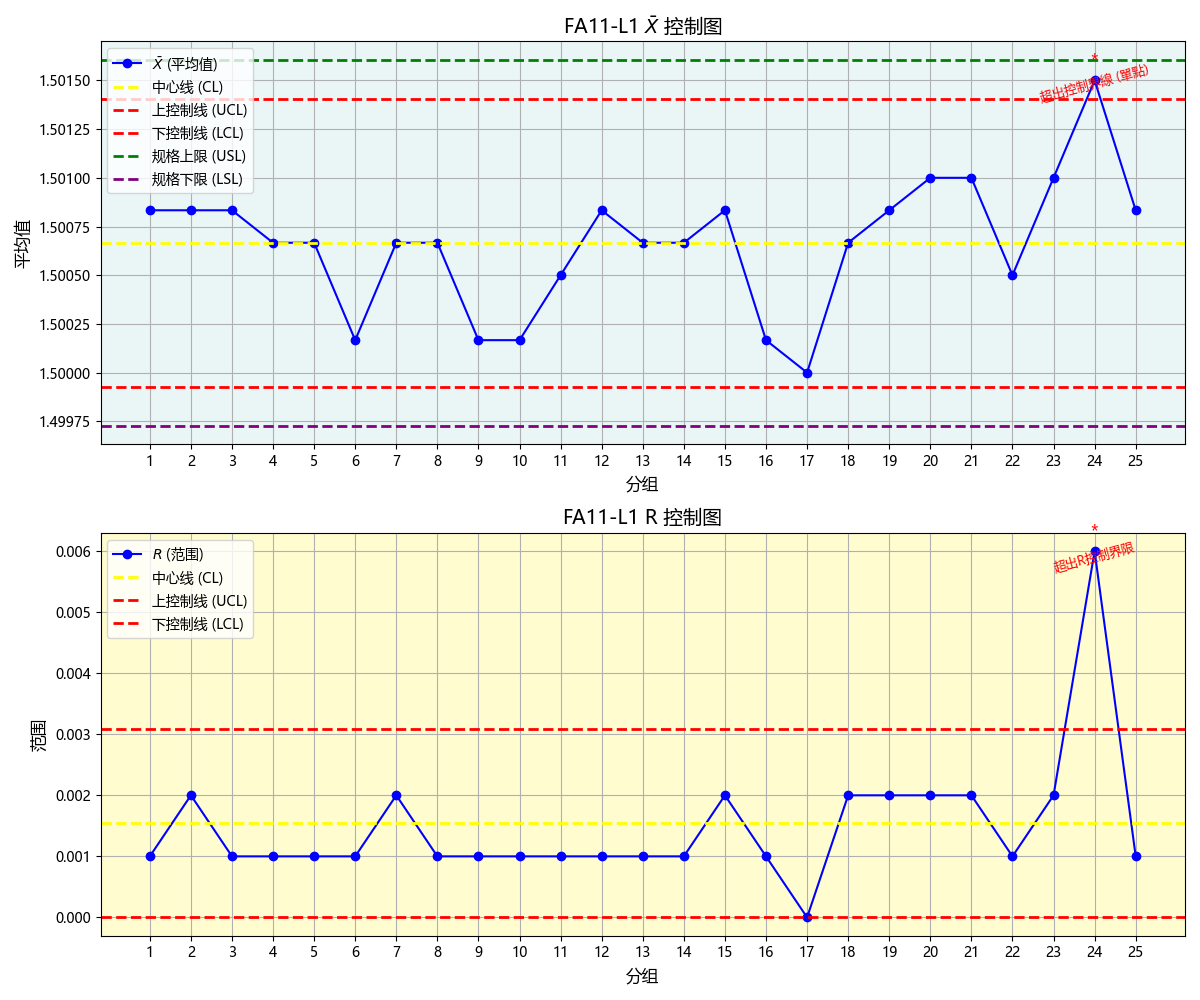 FA11-L1 X̄ 控制图
X̄ (平均值)
中心线 (CL)
上控制线 (UCL)
下控制线 (LCL)
规格上限 (USL)
规格下限 (LSL)
*
超出控制界線 (單點)
平均值
1.50150
1.50125
1.50100
1.50075
1.50050
1.50025
1.50000
1.49975
1 2 3 4 5 6 7 8 9 10 11 12 13 14 15 16 17 18 19 20 21 22 23 24 25
分组
FA11-L1 R 控制图
R (范围)
中心线 (CL)
上控制线 (UCL)
下控制线 (LCL)
*
超出R控制界限
范围
0.006
0.005
0.004
0.003
0.002
0.001
0.000
1 2 3 4 5 6 7 8 9 10 11 12 13 14 15 16 17 18 19 20 21 22 23 24 25
分组